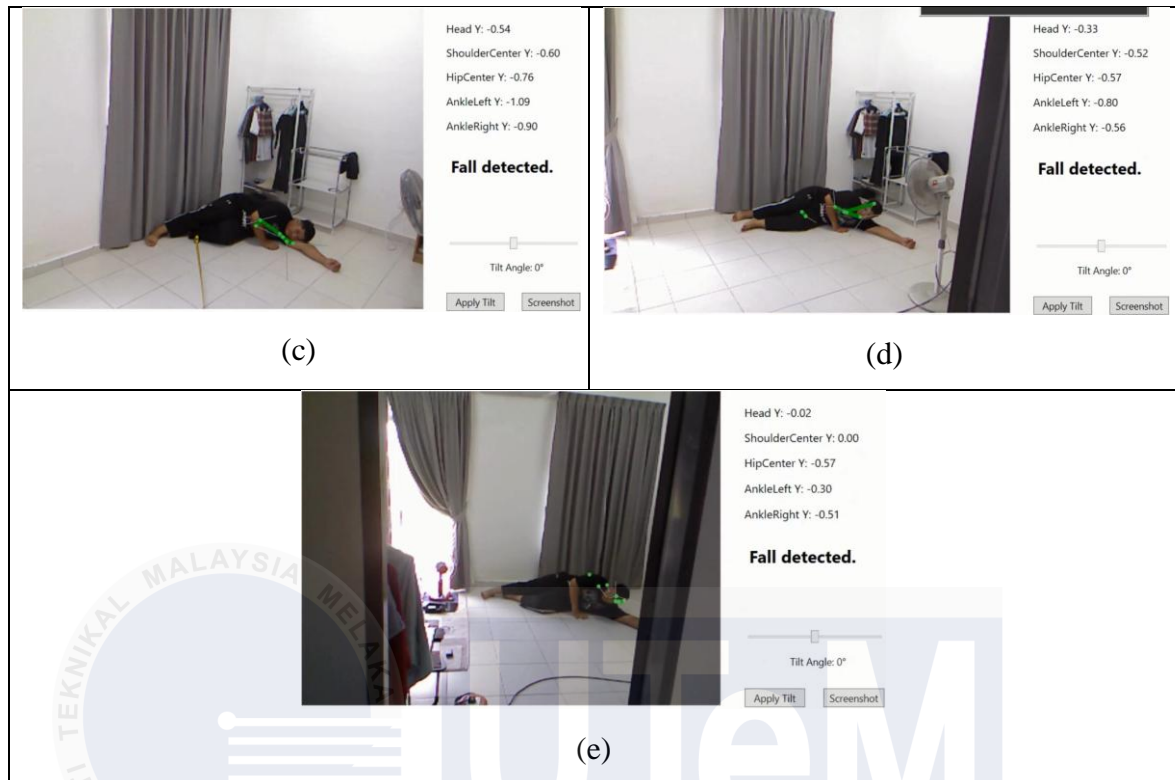 Head Y: -0.54
ShoulderCenter Y: -0.60
HipCenter Y: -0.76
AnkleLeft Y: -1.09
AnkleRight Y: -0.90
Fall detected.
Tilt Angle: 0°
Apply Tilt Screenshot
(c)
Head Y: -0.33
ShoulderCenter Y: -0.52
HipCenter Y: -0.57
AnkleLeft Y: -0.80
AnkleRight Y: -0.56
Fall detected.
Tilt Angle: 0°
Apply Tilt Screenshot
(d)
Head Y: -0.02
ShoulderCenter Y: 0.00
HipCenter Y: -0.57
AnkleLeft Y: -0.30
AnkleRight Y: -0.51
Fall detected.
Tilt Angle: 0°
Apply Tilt Screenshot
(e)
TEKNIKAL MALAYSIA MELAKA
UTeM